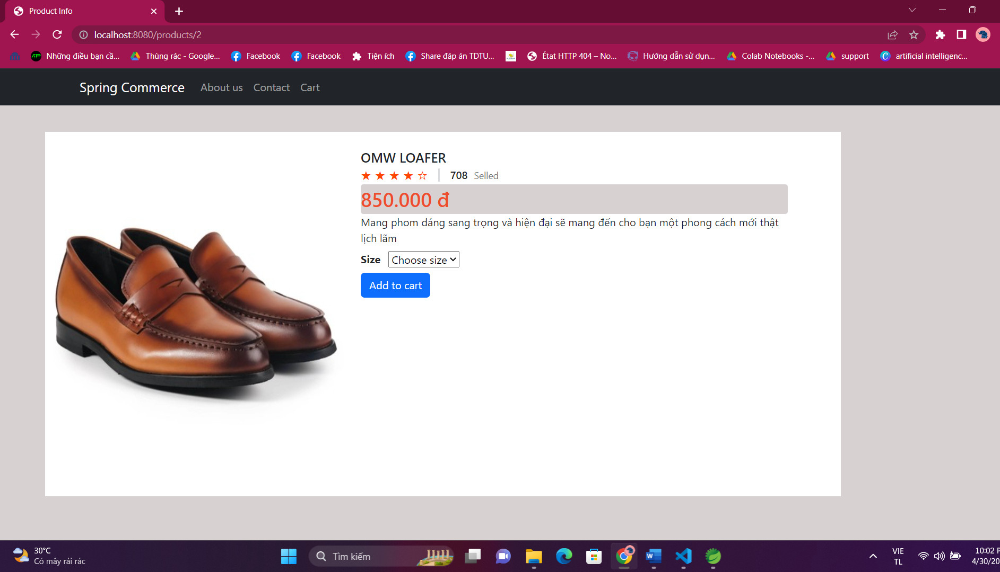 Product Info
localhost:8080/products/2
Những điều bạn cầ... Thùng rác - Google... Facebook Facebook Tiện ích Share đáp án TDTU... État HTTP 404 – No... Hướng dẫn sử dụn... Colab Notebooks -... support artificial intelligenc...
Spring Commerce About us Contact Cart
OMW LOAFER
708 Selled
850.000 đ
Mang phom dáng sang trọng và hiện đại sẽ mang đến cho bạn một phong cách mới thật
lịch lãm
Size Choose size
Add to cart
30°C
Có mây rải rác
Tìm kiếm
VIE
TL
10:02 P
4/30/20